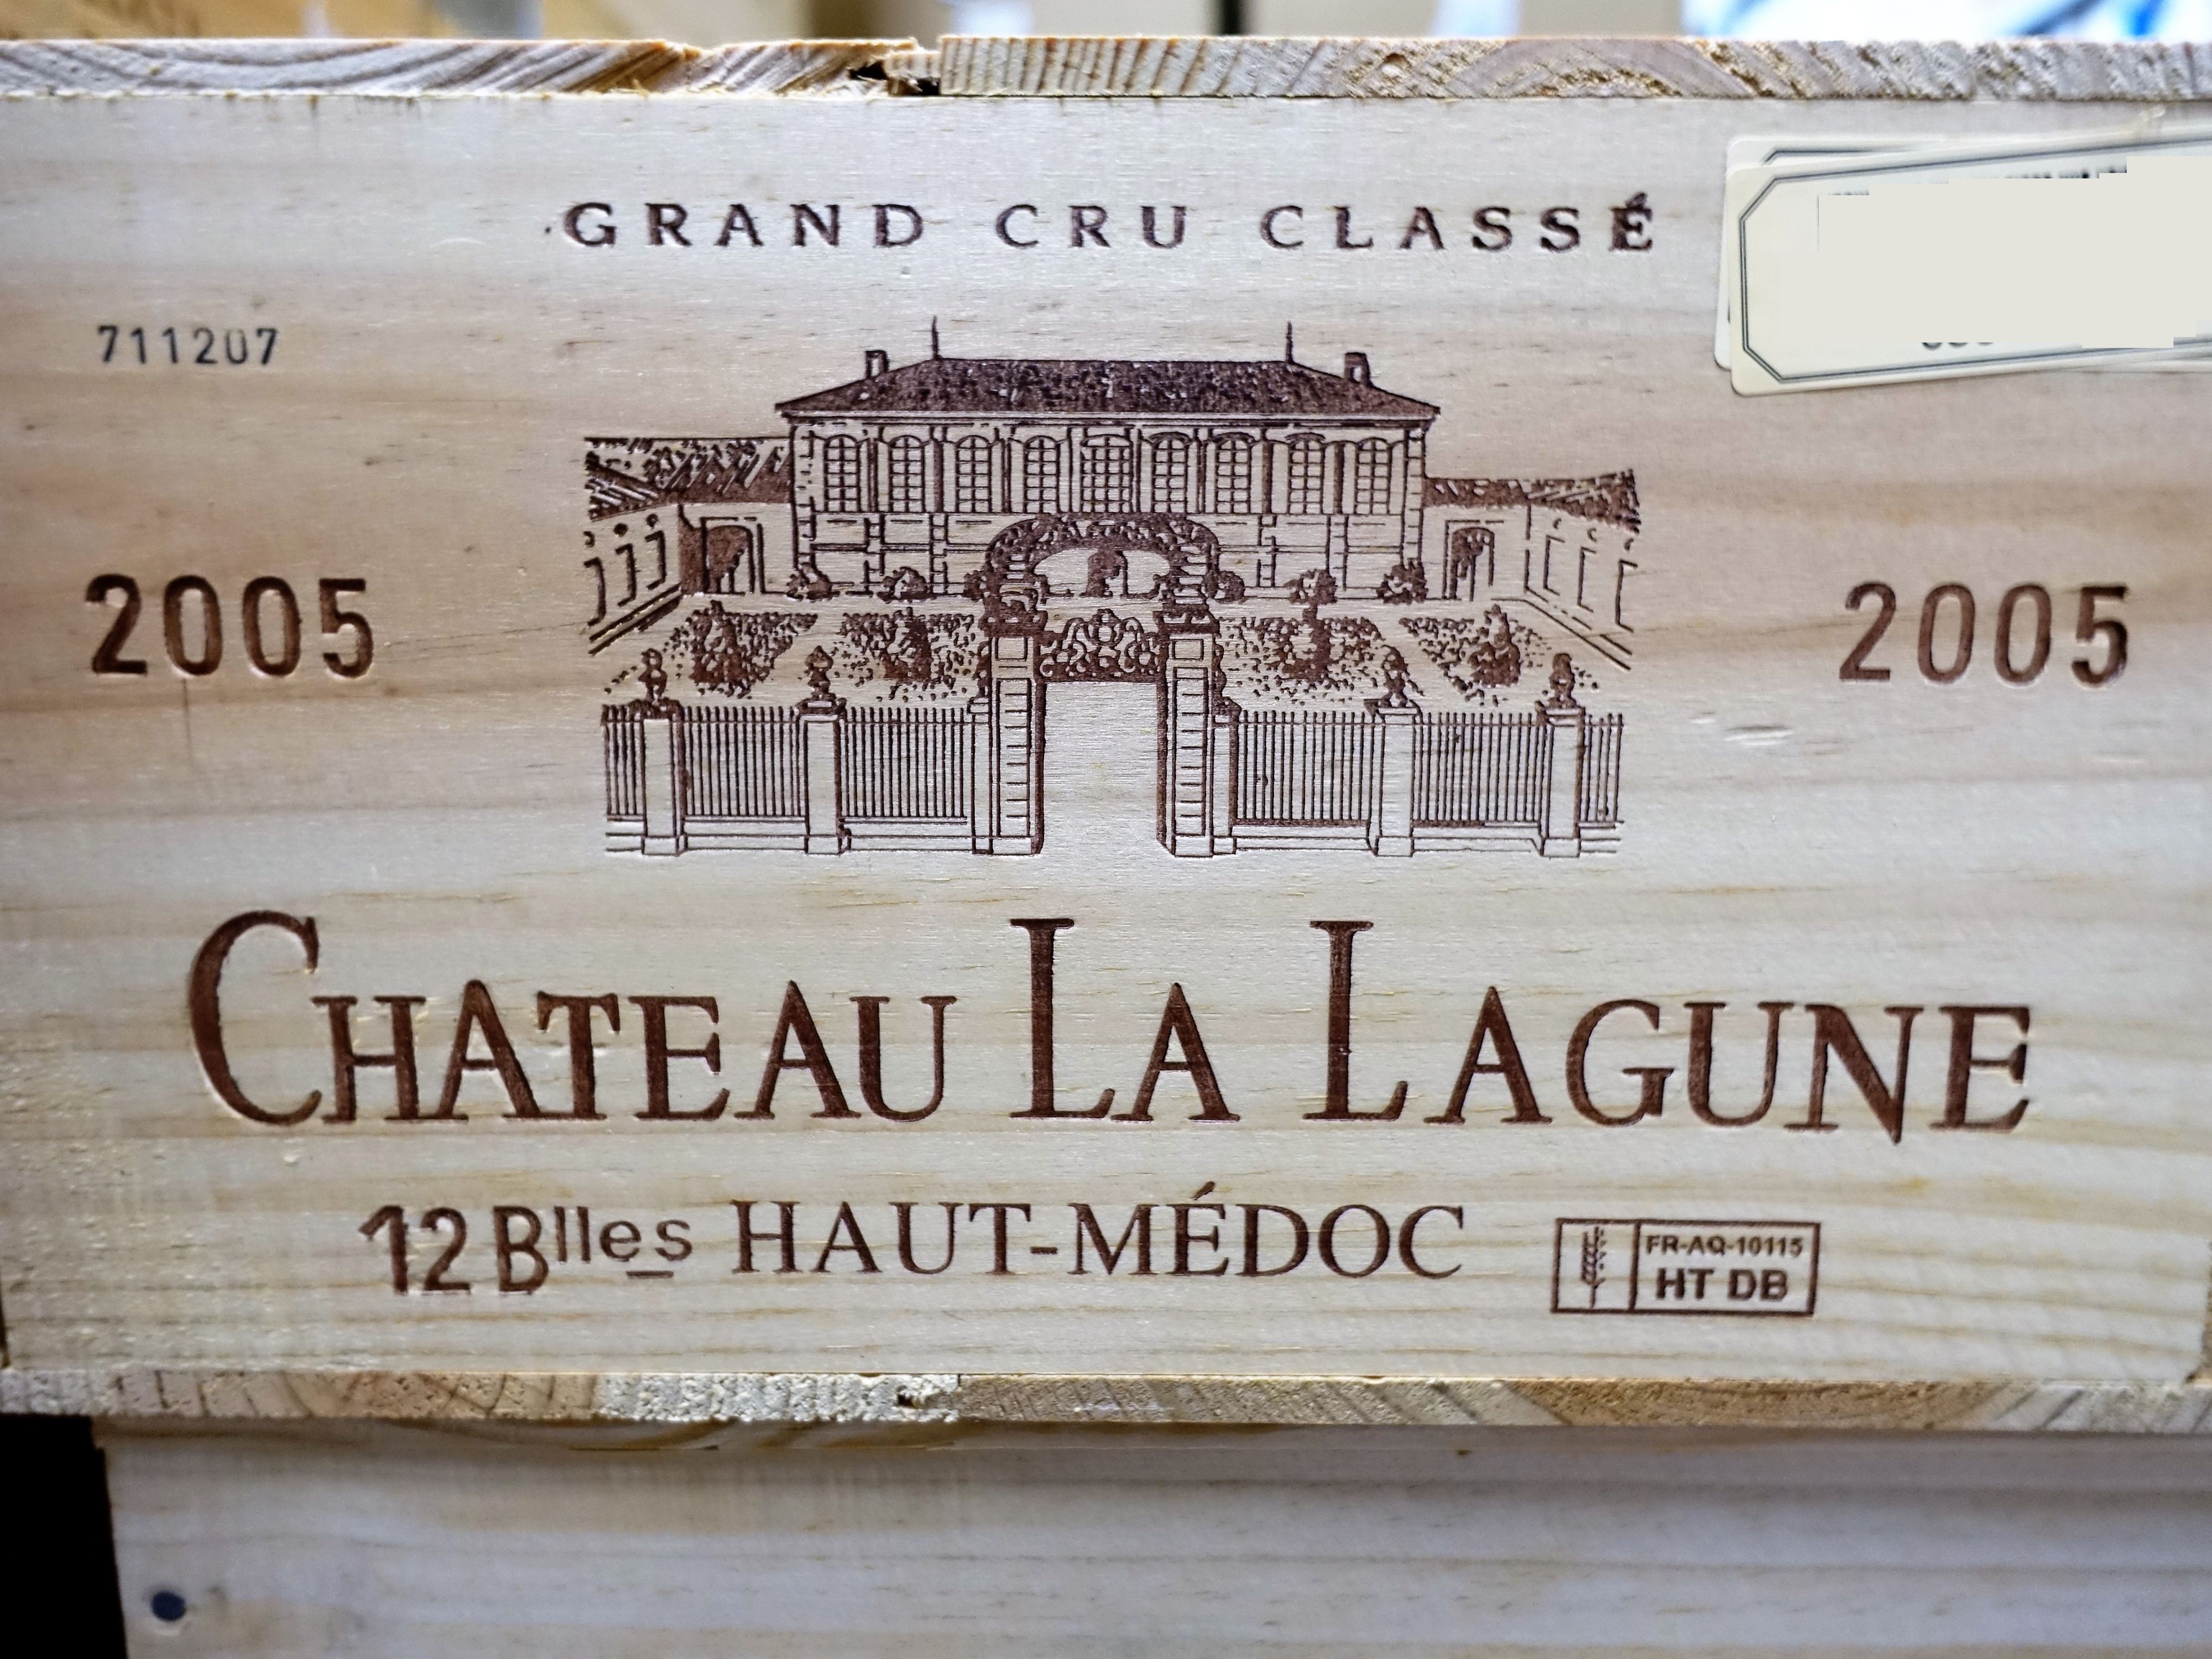 GRAND CRU CLASSÉ
711207
2005
2005
CHATEAU LA LAGUNE
12 Blles HAUT-MÉDOC
FR-AQ-10115
HT DB